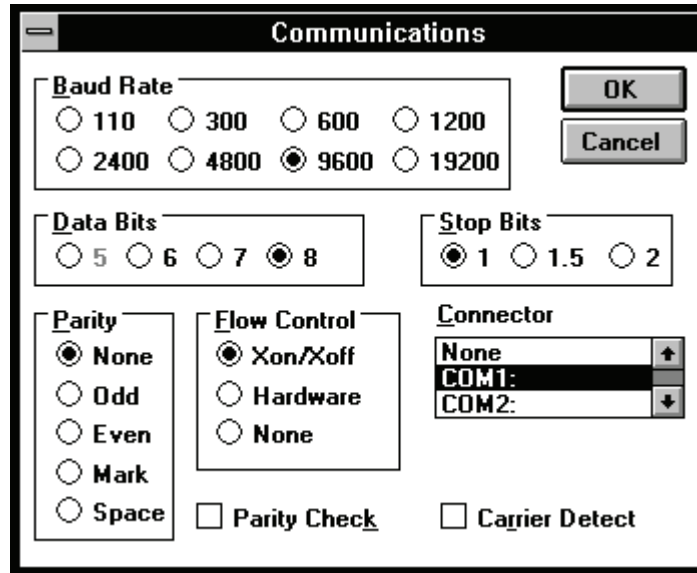 Communications
Baud Rate
110 300 600 1200
2400 4800 9600 19200
OK
Cancel
Data Bits
5 6 7 8
Stop Bits
1 1.5 2
Parity
None
Odd
Even
Mark
Space
Flow Control
Xon/Xoff
Hardware
None
Connector
None
COM1:
COM2:
Parity Check
Carrier Detect